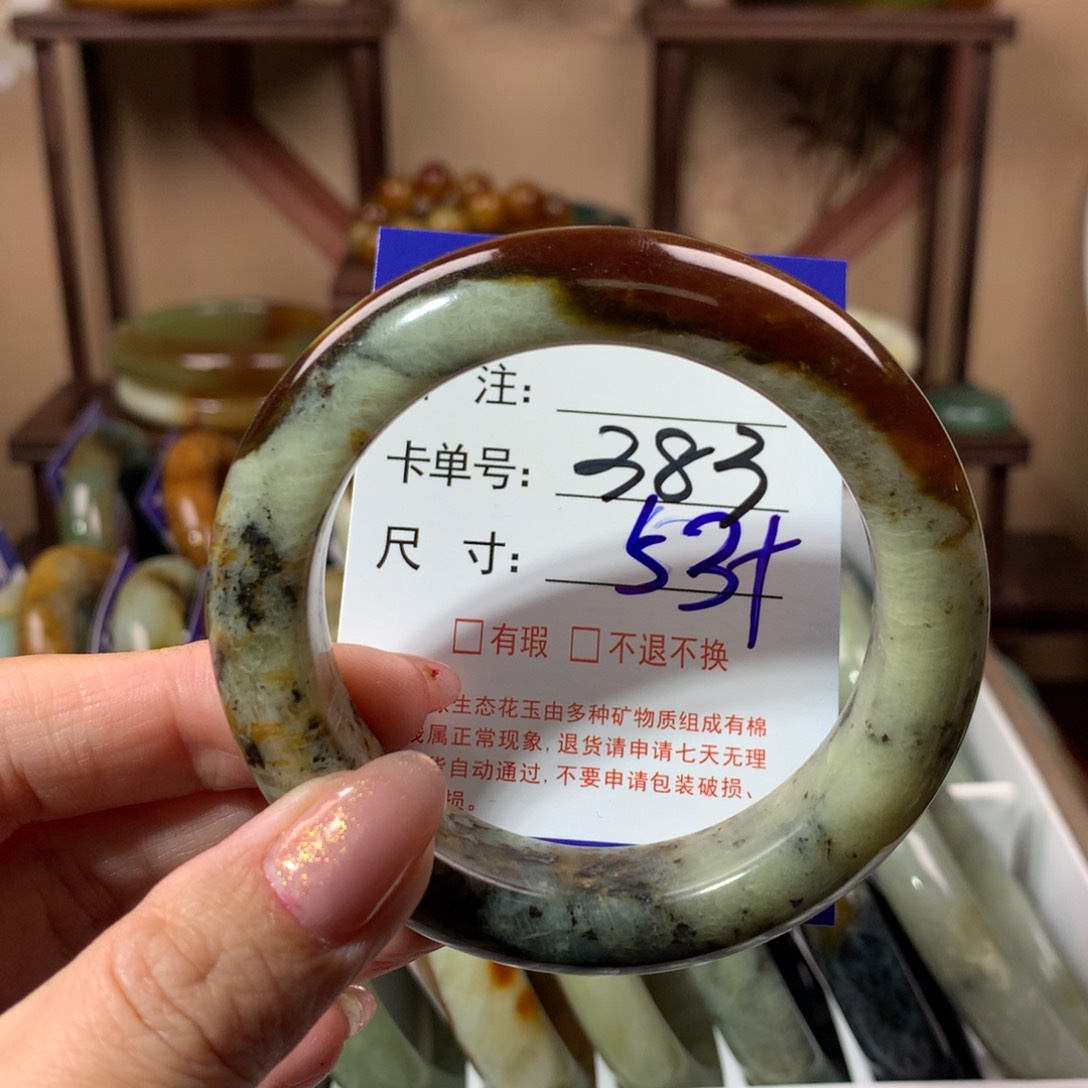 注:
卡单号: 383
尺 寸: 53+
□有瑕 □不退不换
生态花玉由多种矿物质组成有棉
属正常现象, 退货请申请七天无理
自动通过, 不要申请包装破损、
损。